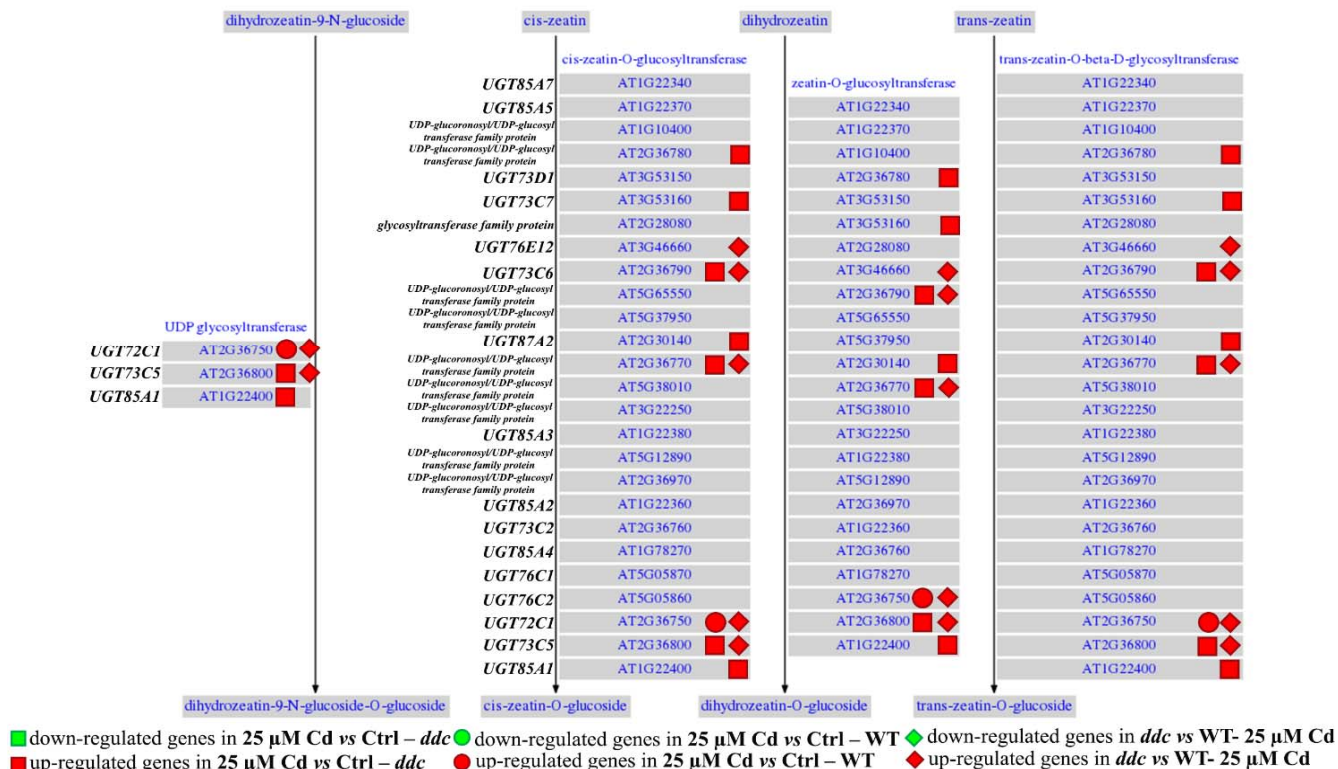 dihydrozeatin-9-N-glucoside
cis-zeatin
dihydrozeatin
trans-zeatin
UDP glycosyltransferase
UGT72C1 AT2G36750
UGT73C5 AT2G36800
UGT85A1 AT1G22400
cis-zeatin-O-glucosyltransferase
UGT85A7 AT1G22340
UGT85A5 AT1G22370
UDP-glucoronosyl/UDP-glucosyl
transferase family protein AT1G10400
UDP-glucoronosyl/UDP-glucosyl
transferase family protein AT2G36780
UGT73D1 AT3G53150
UGT73C7 AT3G53160
glycosyltransferase family protein AT2G28080
UGT76E12 AT3G46660
UGT73C6 AT2G36790
UDP-glucoronosyl/UDP-glucosyl
transferase family protein AT5G65550
UDP-glucoronosyl/UDP-glucosyl
transferase family protein AT5G37950
UGT87A2 AT2G30140
UDP-glucoronosyl/UDP-glucosyl
transferase family protein AT2G36770
UDP-glucoronosyl/UDP-glucosyl
transferase family protein AT5G38010
UDP-glucoronosyl/UDP-glucosyl
transferase family protein AT3G22250
UGT85A3 AT1G22380
UDP-glucoronosyl/UDP-glucosyl
transferase family protein AT5G12890
UDP-glucoronosyl/UDP-glucosyl
transferase family protein AT2G36970
UGT85A2 AT1G22360
UGT73C2 AT2G36760
UGT85A4 AT1G78270
UGT76C1 AT5G05870
UGT76C2 AT5G05860
UGT72C1 AT2G36750
UGT73C5 AT2G36800
UGT85A1 AT1G22400
zeatin-O-glucosyltransferase
AT1G22340
AT1G22370
AT1G10400
AT2G36780
AT3G53150
AT3G53160
AT2G28080
AT3G46660
AT2G36790
AT5G65550
AT5G37950
AT2G30140
AT2G36770
AT5G38010
AT3G22250
AT1G22380
AT5G12890
AT2G36970
AT1G22360
AT2G36760
AT1G78270
AT2G36750
AT2G36800
AT1G22400
trans-zeatin-O-beta-D-glycosyltransferase
AT1G22340
AT1G22370
AT1G10400
AT2G36780
AT3G53150
AT3G53160
AT2G28080
AT3G46660
AT2G36790
AT5G65550
AT5G37950
AT2G30140
AT2G36770
AT5G38010
AT3G22250
AT1G22380
AT5G12890
AT2G36970
AT1G22360
AT2G36760
AT1G78270
AT5G05870
AT5G05860
AT2G36750
AT2G36800
AT1G22400
dihydrozeatin-9-N-glucoside-O-glucoside
cis-zeatin-O-glucoside
dihydrozeatin-O-glucoside
trans-zeatin-O-glucoside
down-regulated genes in 25 µM Cd vs Ctrl – ddc
down-regulated genes in 25 µM Cd vs Ctrl – WT
down-regulated genes in ddc vs WT- 25 µM Cd
up-regulated genes in 25 µM Cd vs Ctrl – ddc
up-regulated genes in 25 µM Cd vs Ctrl – WT
up-regulated genes in ddc vs WT- 25 µM Cd